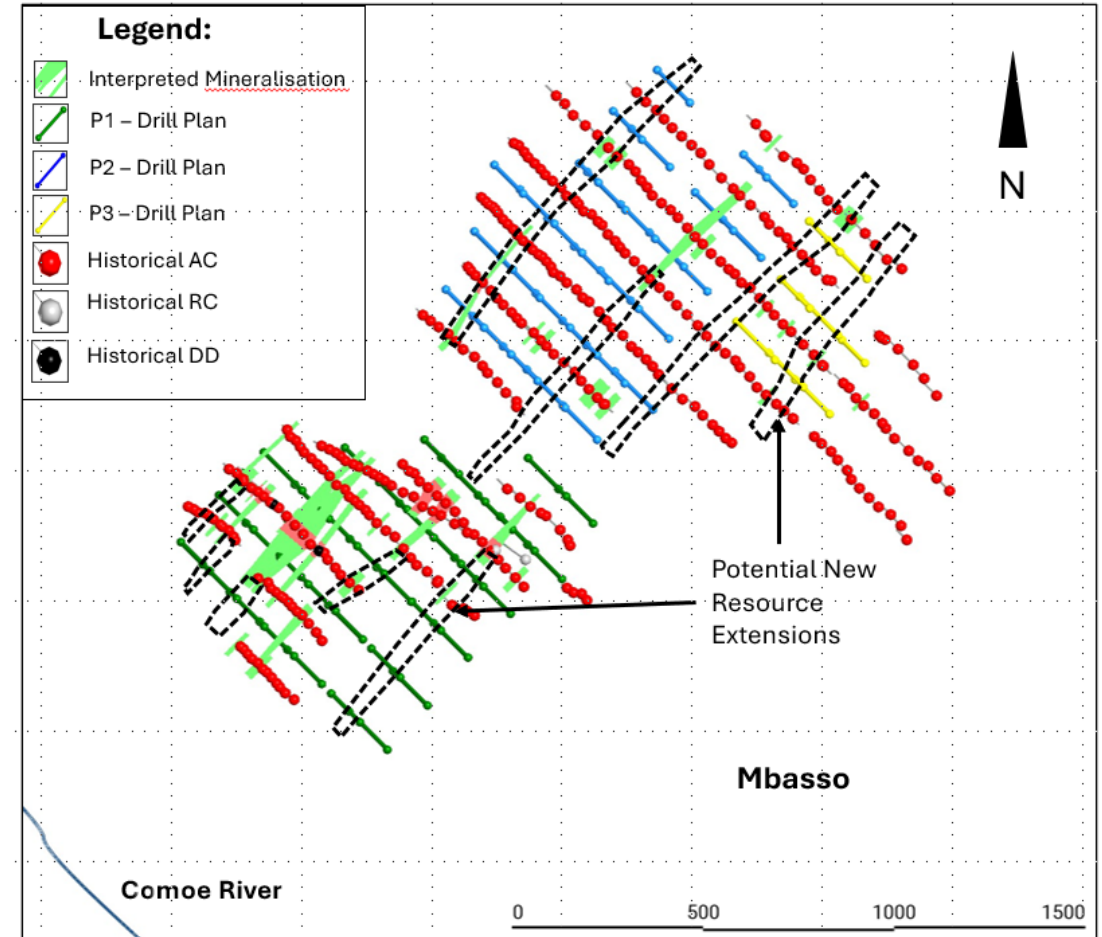 Legend:
Interpreted Mineralisation
P1 – Drill Plan
P2 – Drill Plan
P3 – Drill Plan
Historical AC
Historical RC
Historical DD
N
Potential New
Resource
Extensions
Mbasso
Comoe River
0 500 1000 1500